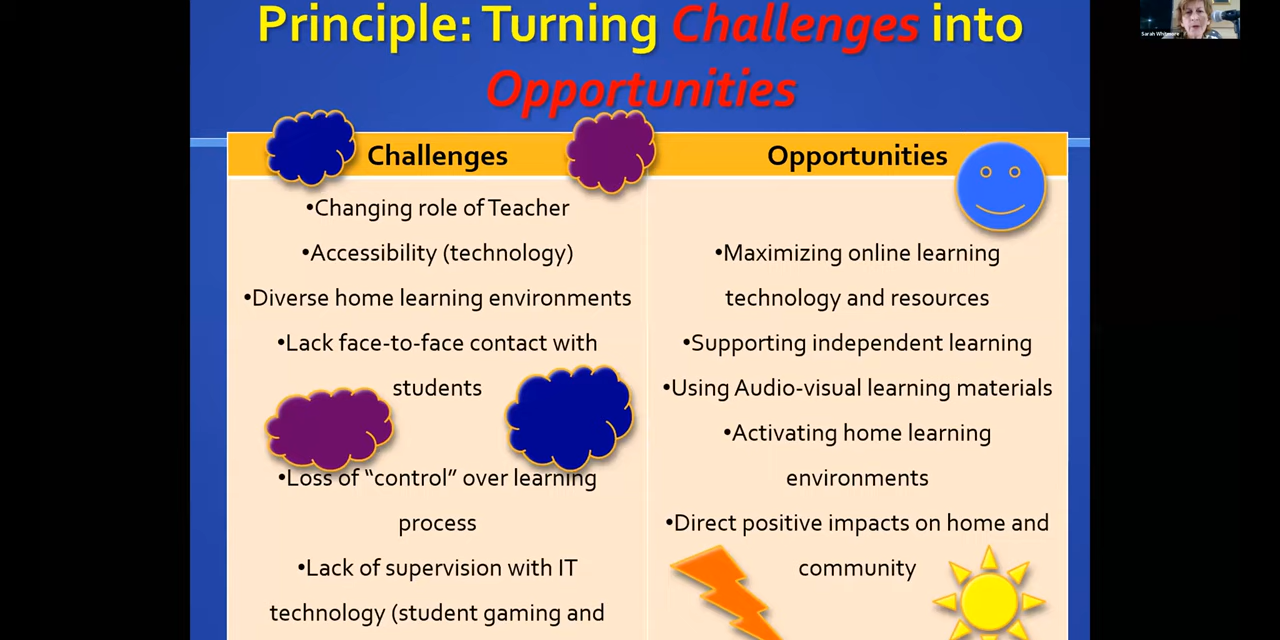 Principle: Turning Challenges into
Opportunities
Challenges
•Changing role of Teacher
•Accessibility (technology)
•Diverse home learning environments
•Lack face-to-face contact with
students
•Loss of “control” over learning
process
•Lack of supervision with IT
technology (student gaming and
Opportunities
•Maximizing online learning
technology and resources
•Supporting independent learning
•Using Audio-visual learning materials
•Activating home learning
environments
•Direct positive impacts on home and
community
Sarah Whitmore